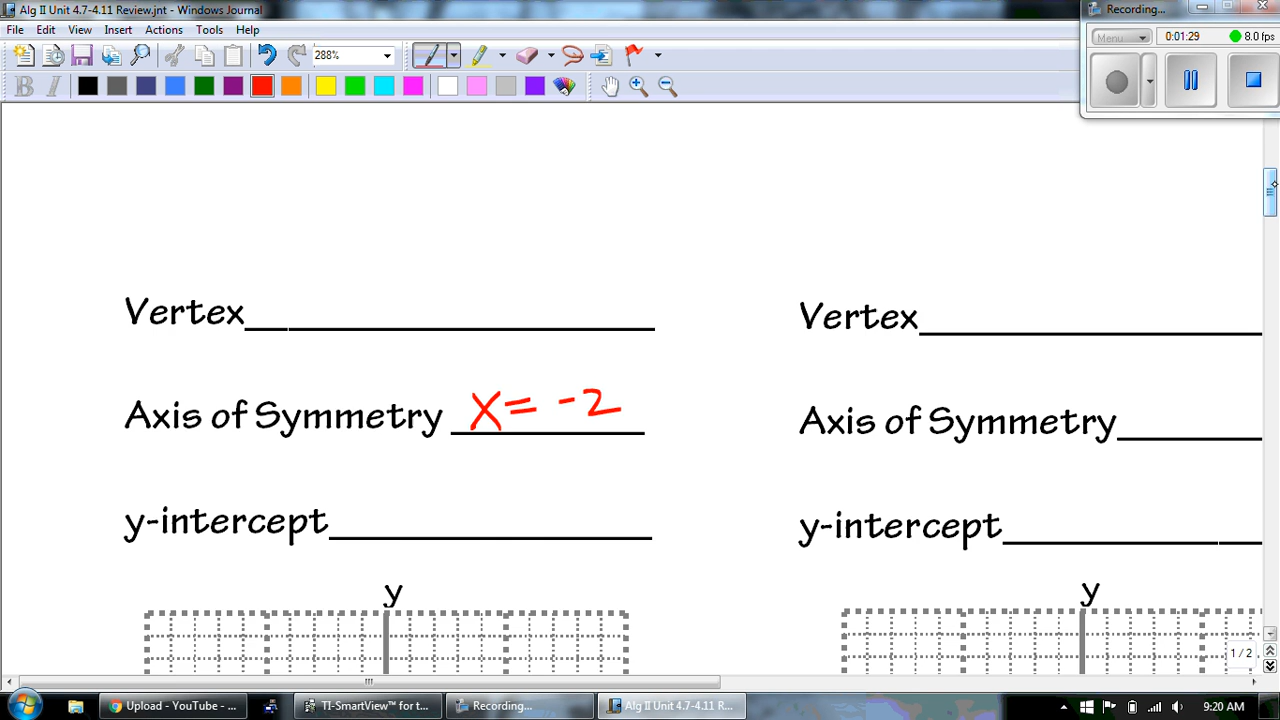 Alg II Unit 4.7-4.11 Review.jnt - Windows Journal
Recording...
File Edit View Insert Actions Tools Help
Menu
0:01:29
8.0 fps
288%
B I
Vertex
Vertex
Axis of Symmetry x = -2
Axis of Symmetry
y-intercept
y-intercept
y
y
1 / 2
Upload - YouTube - ...
TI-SmartView™ for t...
Recording...
Alg II Unit 4.7-4.11 R...
9:20 AM